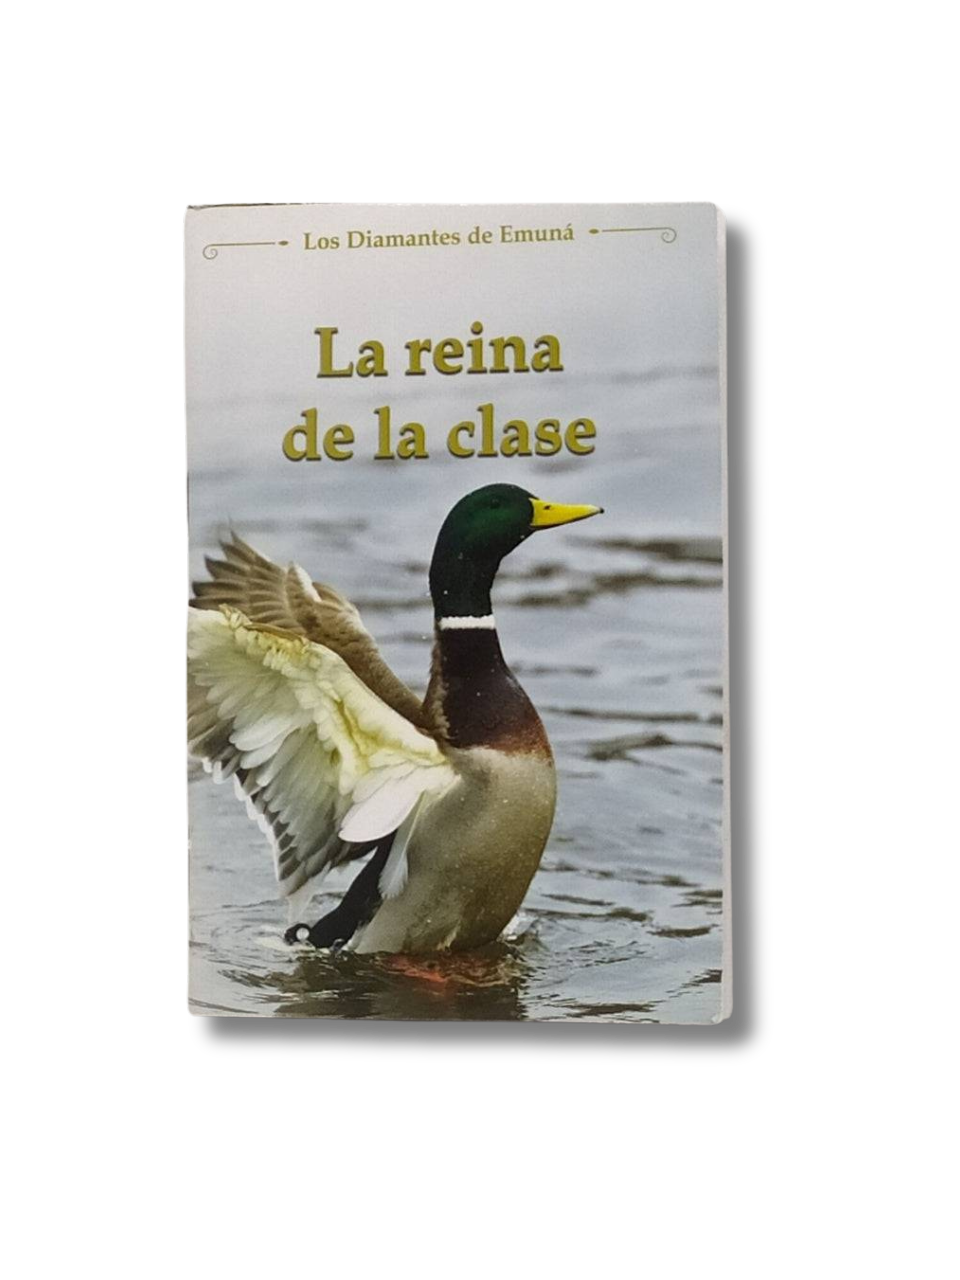 Los Diamantes de Emuná
La reina
de la clase